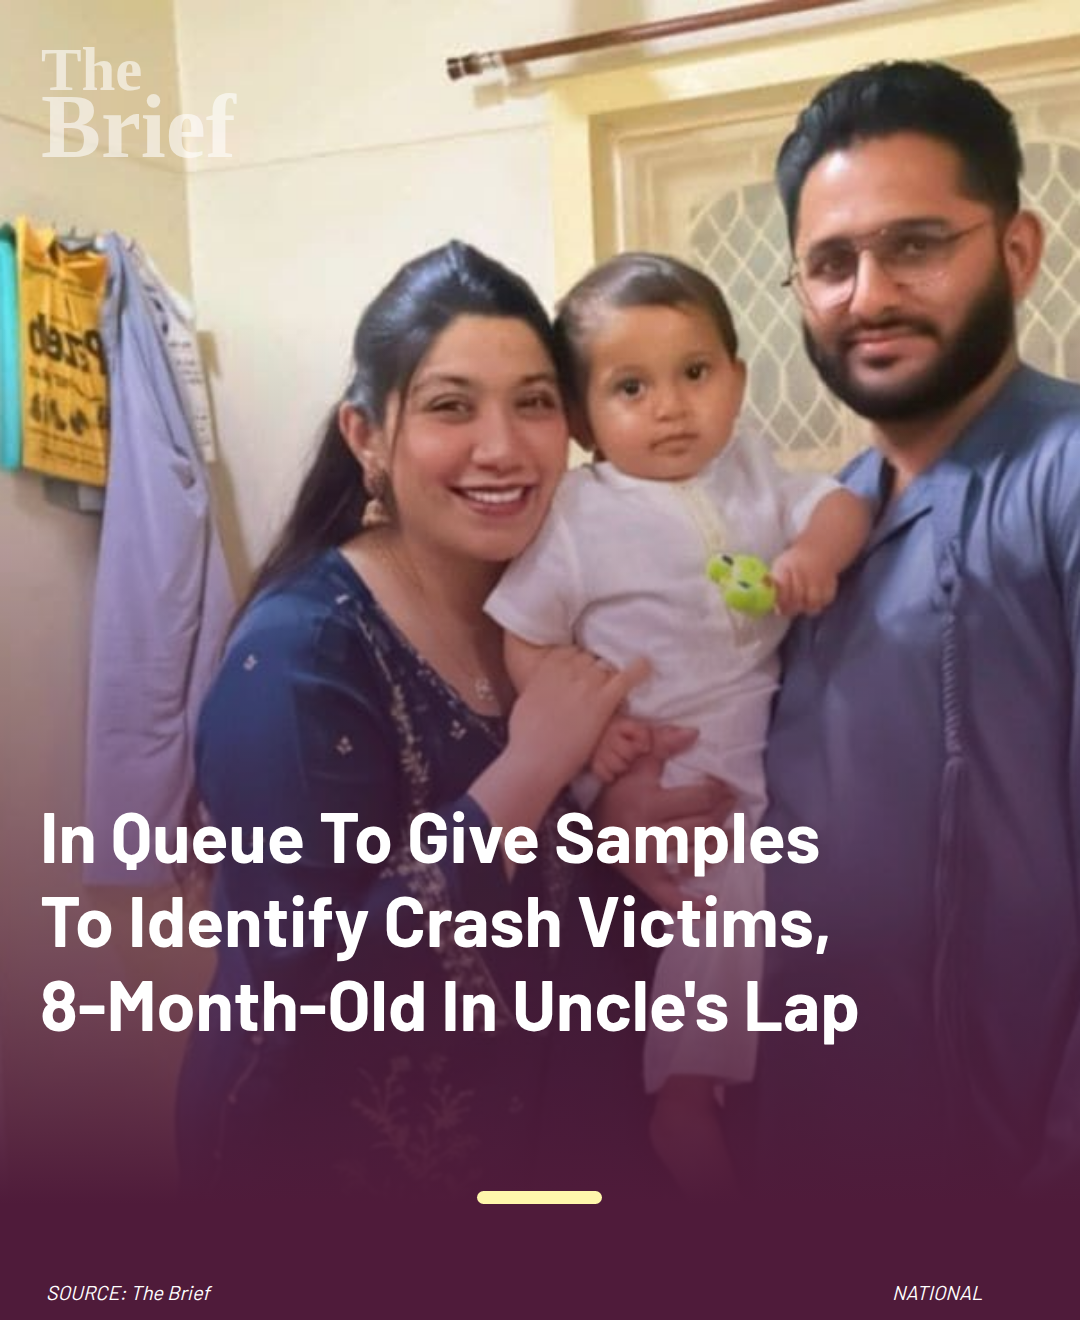 The
Brief
In Queue To Give Samples
To Identify Crash Victims,
8-Month-Old In Uncle's Lap
SOURCE: The Brief
NATIONAL